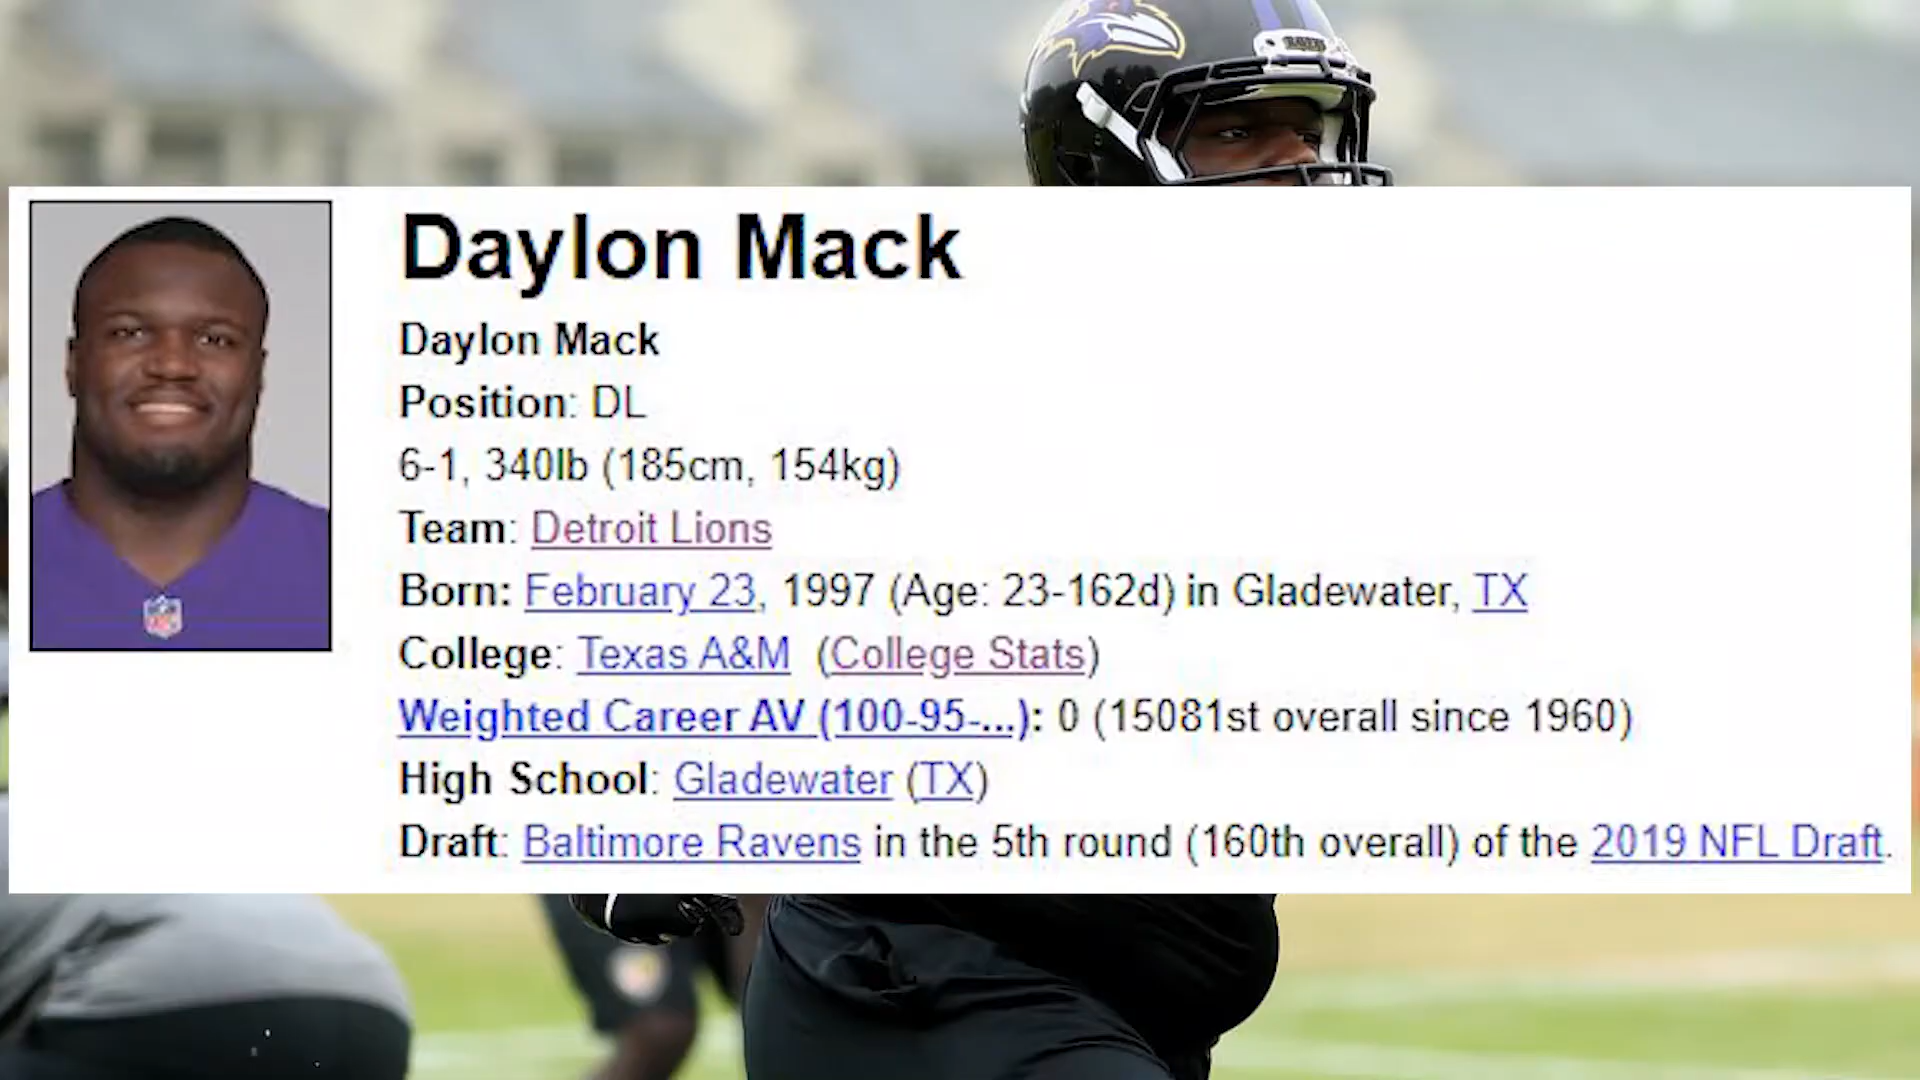 Daylon Mack
Daylon Mack
Position: DL
6-1, 340lb (185cm, 154kg)
Team: Detroit Lions
Born: February 23, 1997 (Age: 23-162d) in Gladewater, TX
College: Texas A&M (College Stats)
Weighted Career AV (100-95-...): 0 (15081st overall since 1960)
High School: Gladewater (TX)
Draft: Baltimore Ravens in the 5th round (160th overall) of the 2019 NFL Draft.